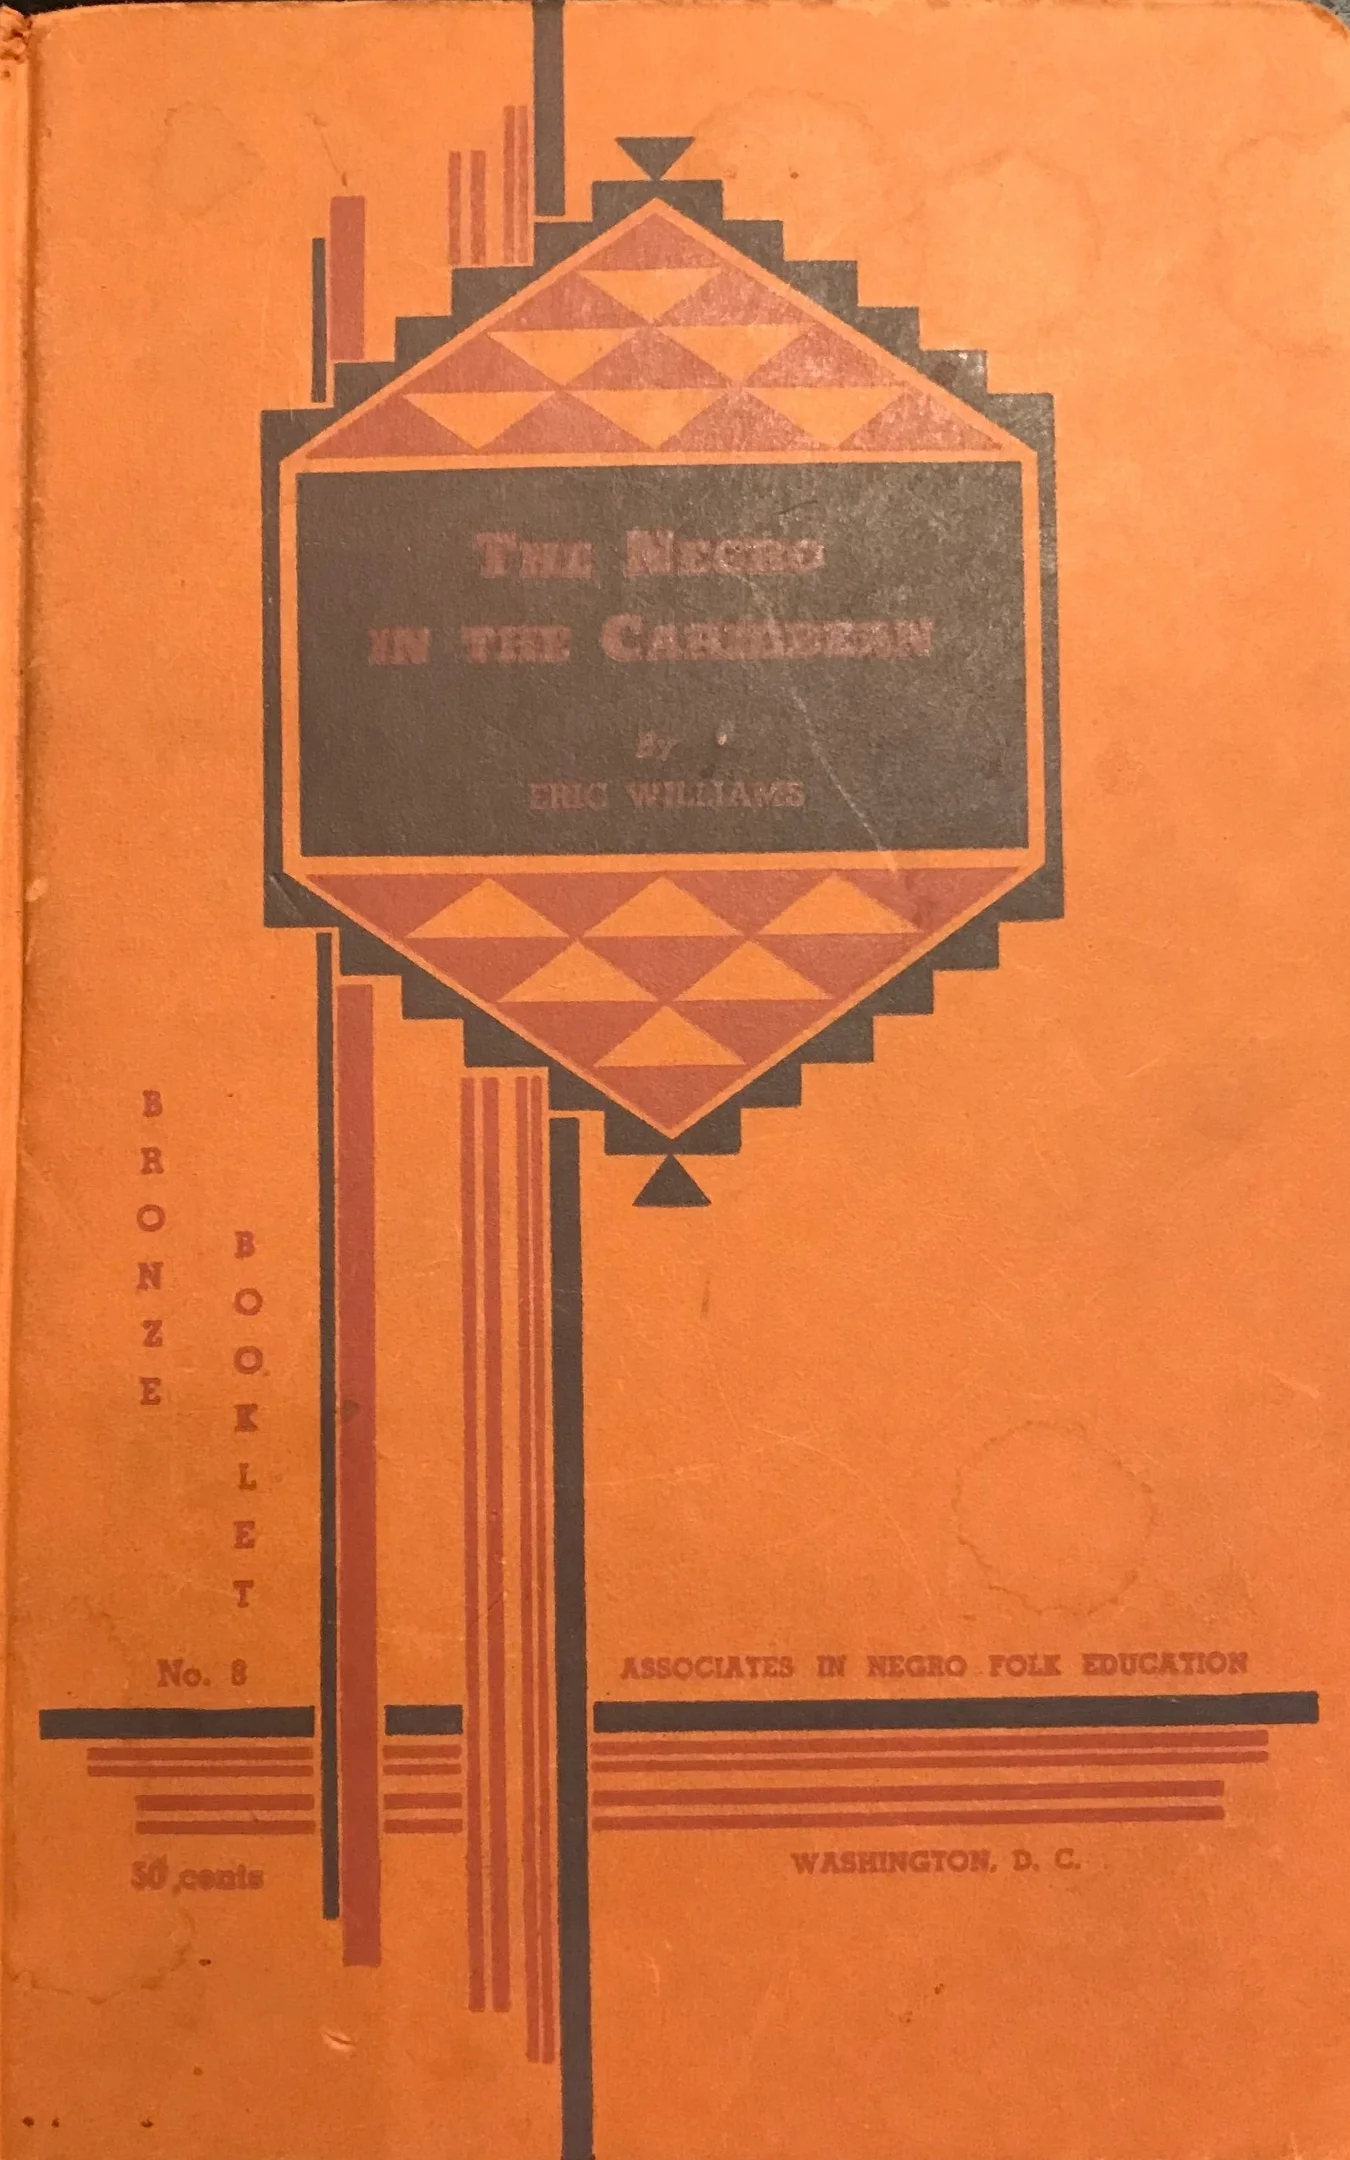 THE NEGRO
IN THE CARIBBEAN
By
ERIC WILLIAMS
BRONZE
BOOKLET
No. 8
ASSOCIATES IN NEGRO FOLK EDUCATION
50 cents
WASHINGTON, D. C.